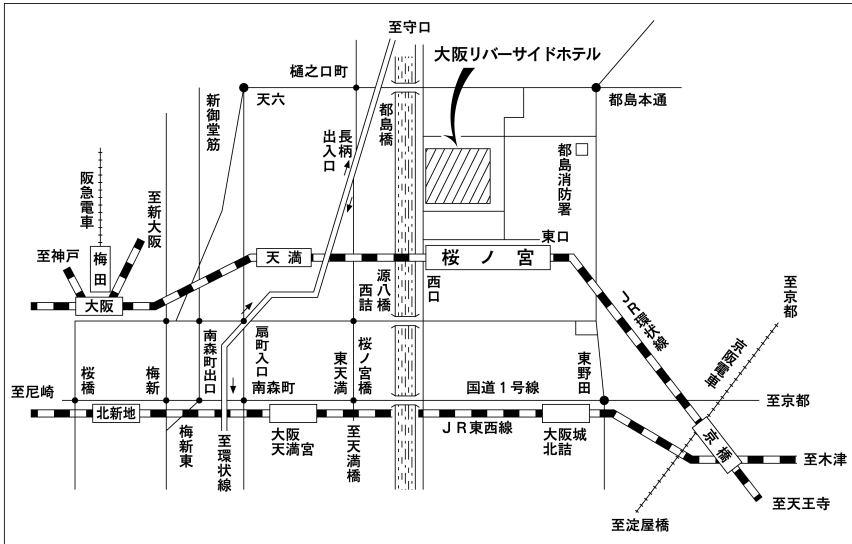 至守口
大阪リバーサイドホテル
樋之口町
天六
都島本通
新御堂筋
都島橋
長柄
出入口
都島消防署
阪急電車
至新大阪
至神戸
梅田
大阪
天満
桜ノ宮
東口
西口
源八橋
西詰
JR環状線
至京都
京阪電車
南森町出口
扇町入口
桜橋
梅新
東天満
桜ノ宮橋
東野田
至尼崎
南森町
国道1号線
至京都
北新地
梅新東
至環状線
大阪
天満宮
至天満橋
JR東西線
大阪城
北詰
京橋
至木津
至天王寺
至淀屋橋